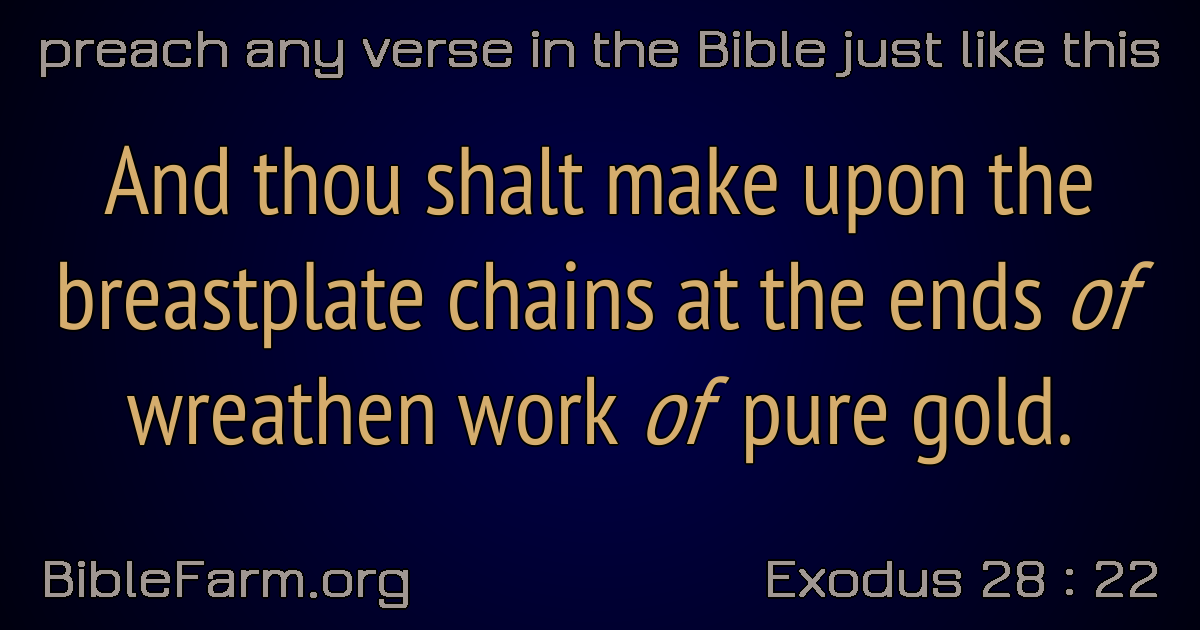 preach any verse in the Bible just like this
And thou shalt make upon the
breastplate chains at the ends of
wreathen work of pure gold.
BibleFarm.org
Exodus 28 : 22